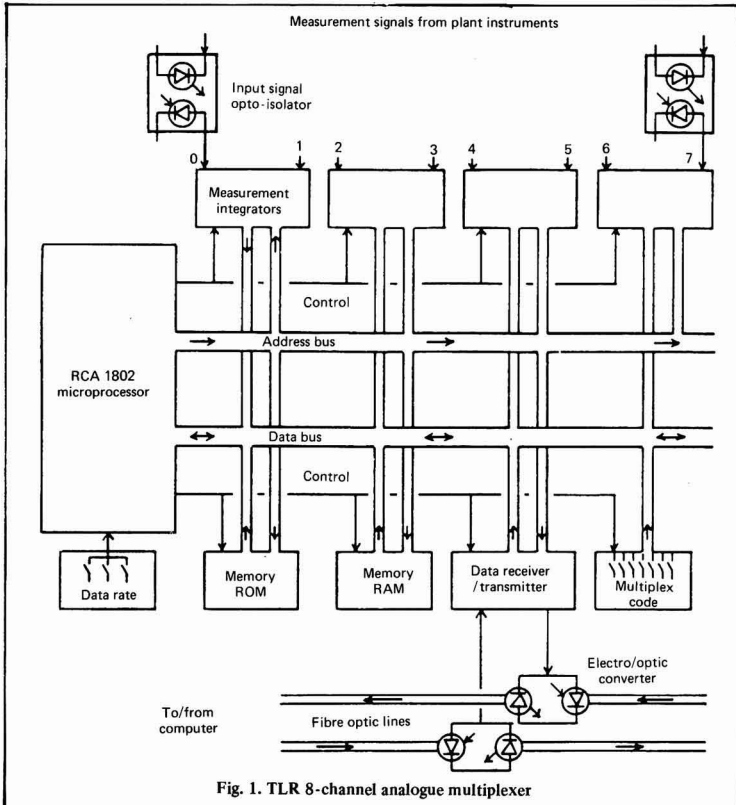 Measurement signals from plant instruments
Input signal
opto-isolator
0
1
2
3
4
5
6
7
Measurement
integrators
Control
Address bus
RCA 1802
microprocessor
Data bus
Control
Data rate
Memory
ROM
Memory
RAM
Data receiver
/transmitter
Multiplex
code
Electro/optic
converter
To/from
computer
Fibre optic lines
Fig. 1. TLR 8-channel analogue multiplexer